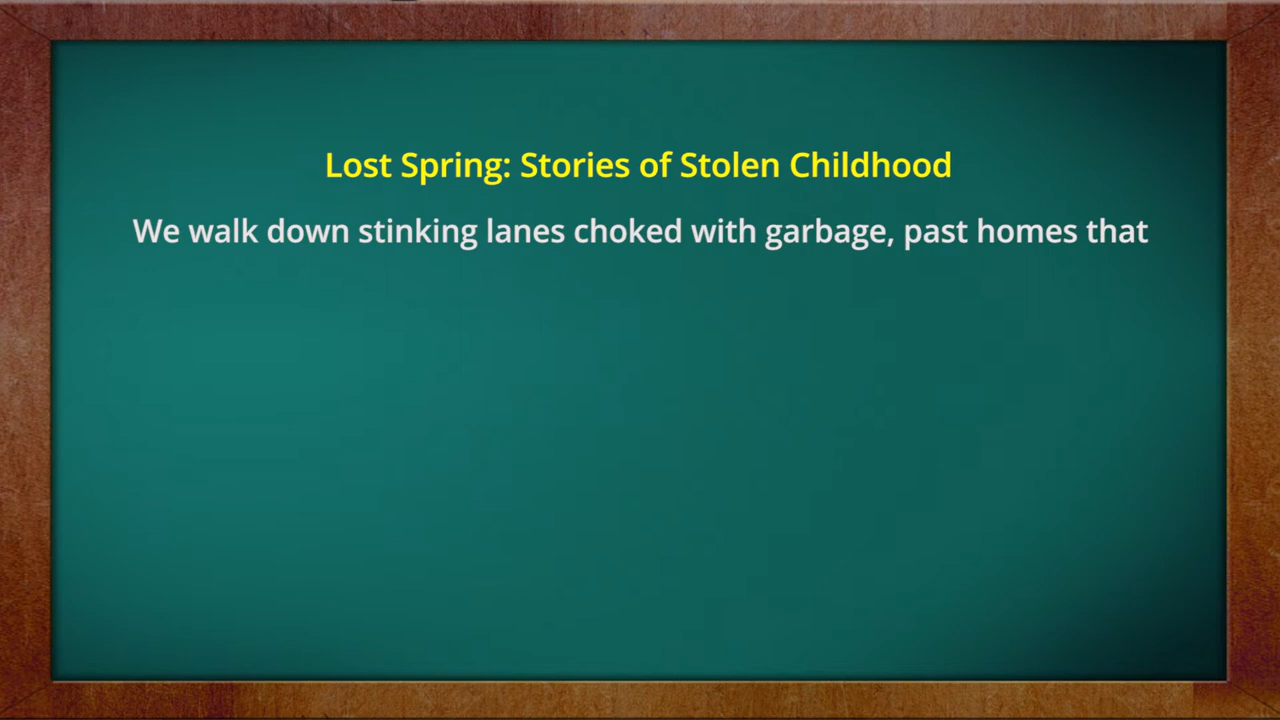 Lost Spring: Stories of Stolen Childhood
We walk down stinking lanes choked with garbage, past homes that